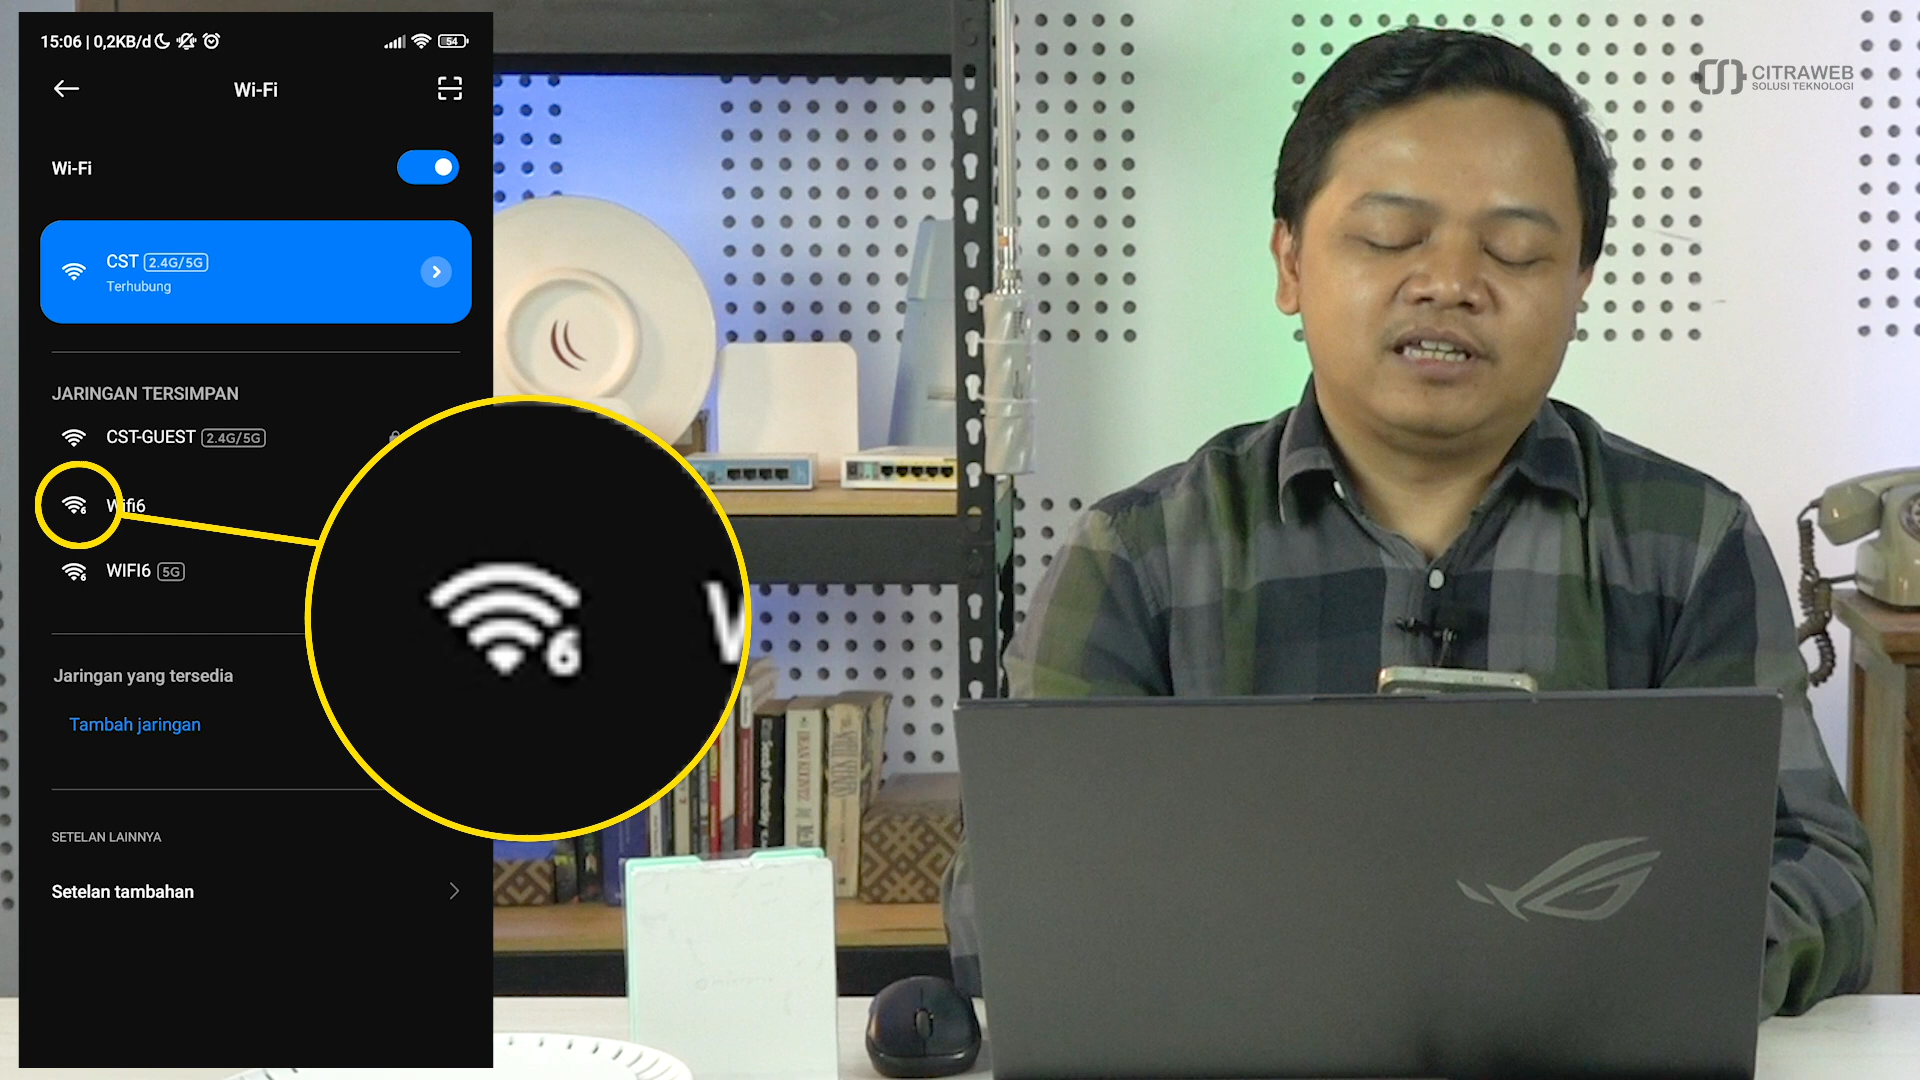 15:06 | 0,2KB/d
54
Wi-Fi
Wi-Fi
CST 2.4G/5G
Terhubung
JARINGAN TERSIMPAN
CST-GUEST 2.4G/5G
Wifi6
WIFI6 5G
Jaringan yang tersedia
Tambah jaringan
SETELAN LAINNYA
Setelan tambahan
6
W
CITRAWEB
SOLUSI TEKNOLOGI